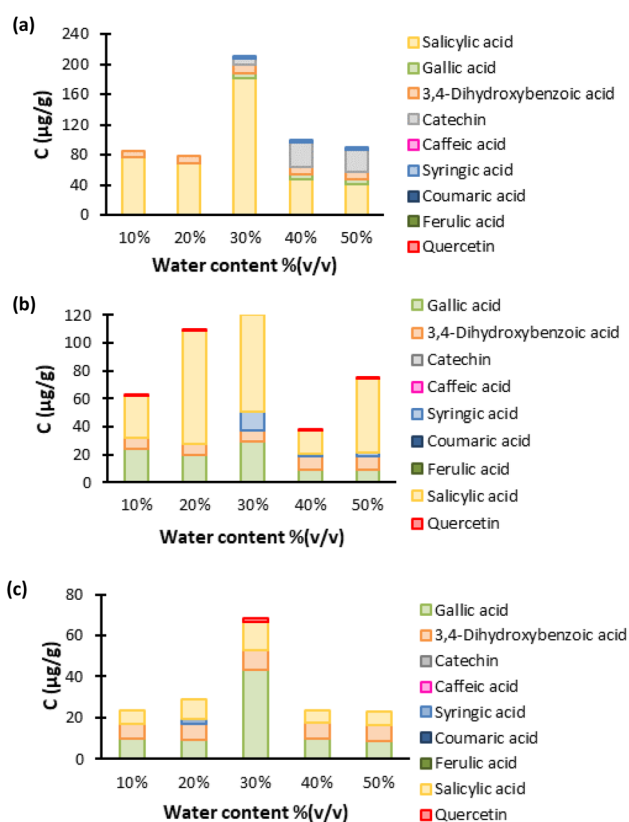 (a)
240
200
160
120
80
40
0
C (µg/g)
10% 20% 30% 40% 50%
Water content %(v/v)
Salicylic acid
Gallic acid
3,4-Dihydroxybenzoic acid
Catechin
Caffeic acid
Syringic acid
Coumaric acid
Ferulic acid
Quercetin
(b)
120
100
80
60
40
20
0
C (µg/g)
10% 20% 30% 40% 50%
Water content %(v/v)
Gallic acid
3,4-Dihydroxybenzoic acid
Catechin
Caffeic acid
Syringic acid
Coumaric acid
Ferulic acid
Salicylic acid
Quercetin
(c)
80
60
40
20
0
C (µg/g)
10% 20% 30% 40% 50%
Water content %(v/v)
Gallic acid
3,4-Dihydroxybenzoic acid
Catechin
Caffeic acid
Syringic acid
Coumaric acid
Ferulic acid
Salicylic acid
Quercetin